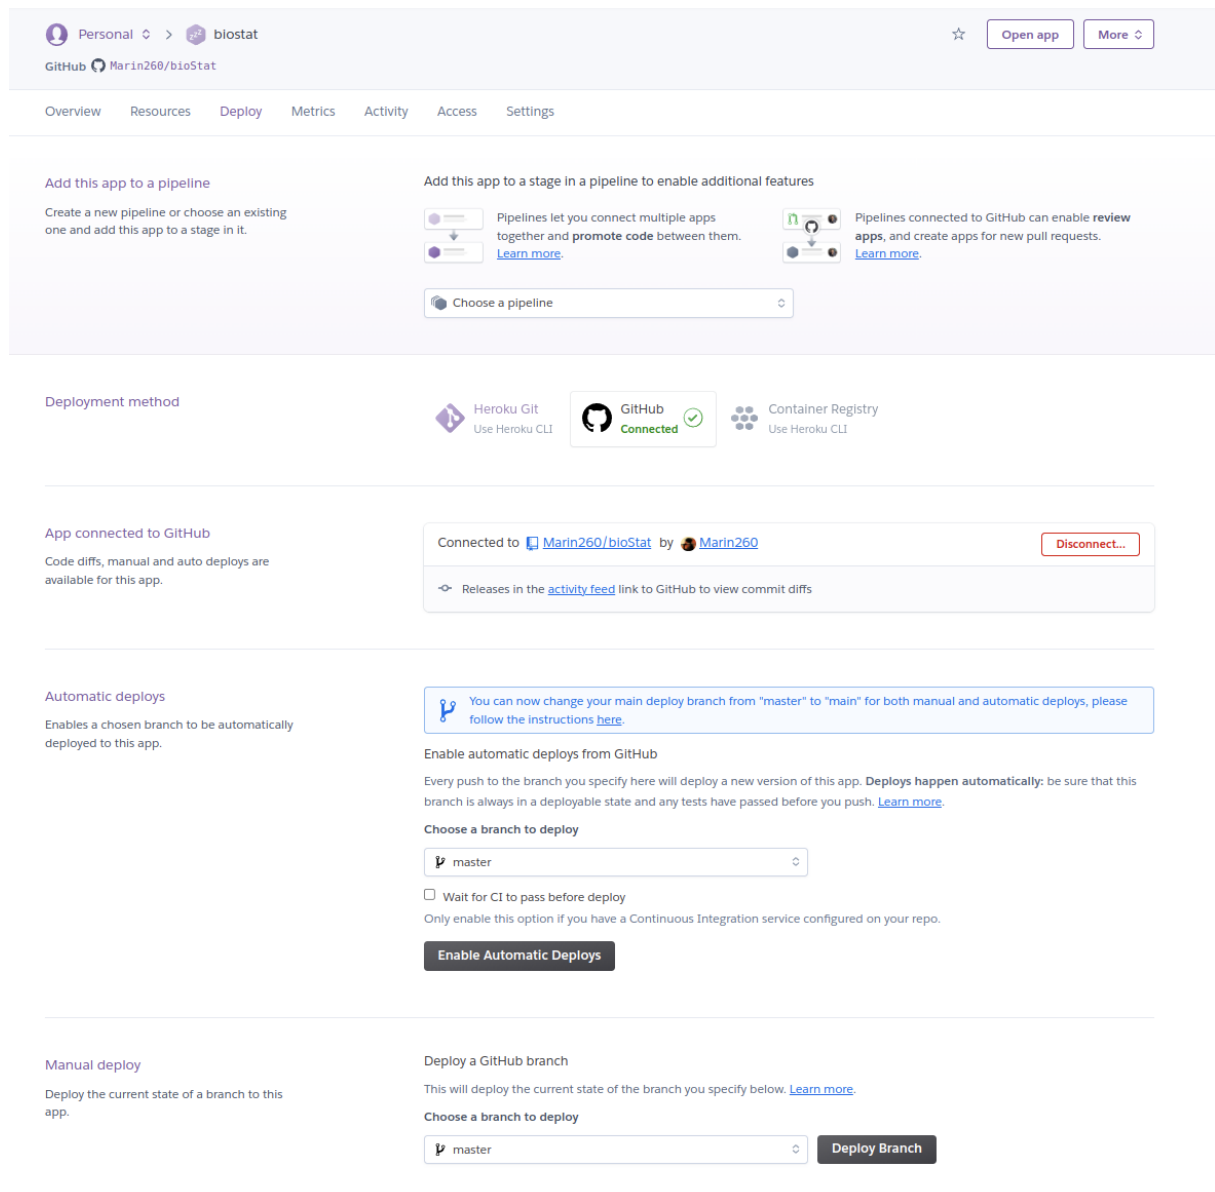 Personal > biostat
Open app
More
GitHub Marin260/bioStat
Overview Resources Deploy Metrics Activity Access Settings
Add this app to a pipeline
Create a new pipeline or choose an existing
one and add this app to a stage in it.
Add this app to a stage in a pipeline to enable additional features
Pipelines let you connect multiple apps
together and promote code between them.
Learn more.
Pipelines connected to GitHub can enable review
apps, and create apps for new pull requests.
Learn more.
Choose a pipeline
Deployment method
Heroku Git
Use Heroku CLI
GitHub
Connected
Container Registry
Use Heroku CLI
App connected to GitHub
Code diffs, manual and auto deploys are
available for this app.
Connected to Marin260/bioStat by Marin260
Disconnect...
Releases in the activity feed link to GitHub to view commit diffs
Automatic deploys
Enables a chosen branch to be automatically
deployed to this app.
You can now change your main deploy branch from "master" to "main" for both manual and automatic deploys, please
follow the instructions here.
Enable automatic deploys from GitHub
Every push to the branch you specify here will deploy a new version of this app. Deploys happen automatically: be sure that this
branch is always in a deployable state and any tests have passed before you push. Learn more.
Choose a branch to deploy
master
Wait for CI to pass before deploy
Only enable this option if you have a Continuous Integration service configured on your repo.
Enable Automatic Deploys
Manual deploy
Deploy the current state of a branch to this
app.
Deploy a GitHub branch
This will deploy the current state of the branch you specify below. Learn more.
Choose a branch to deploy
master
Deploy Branch